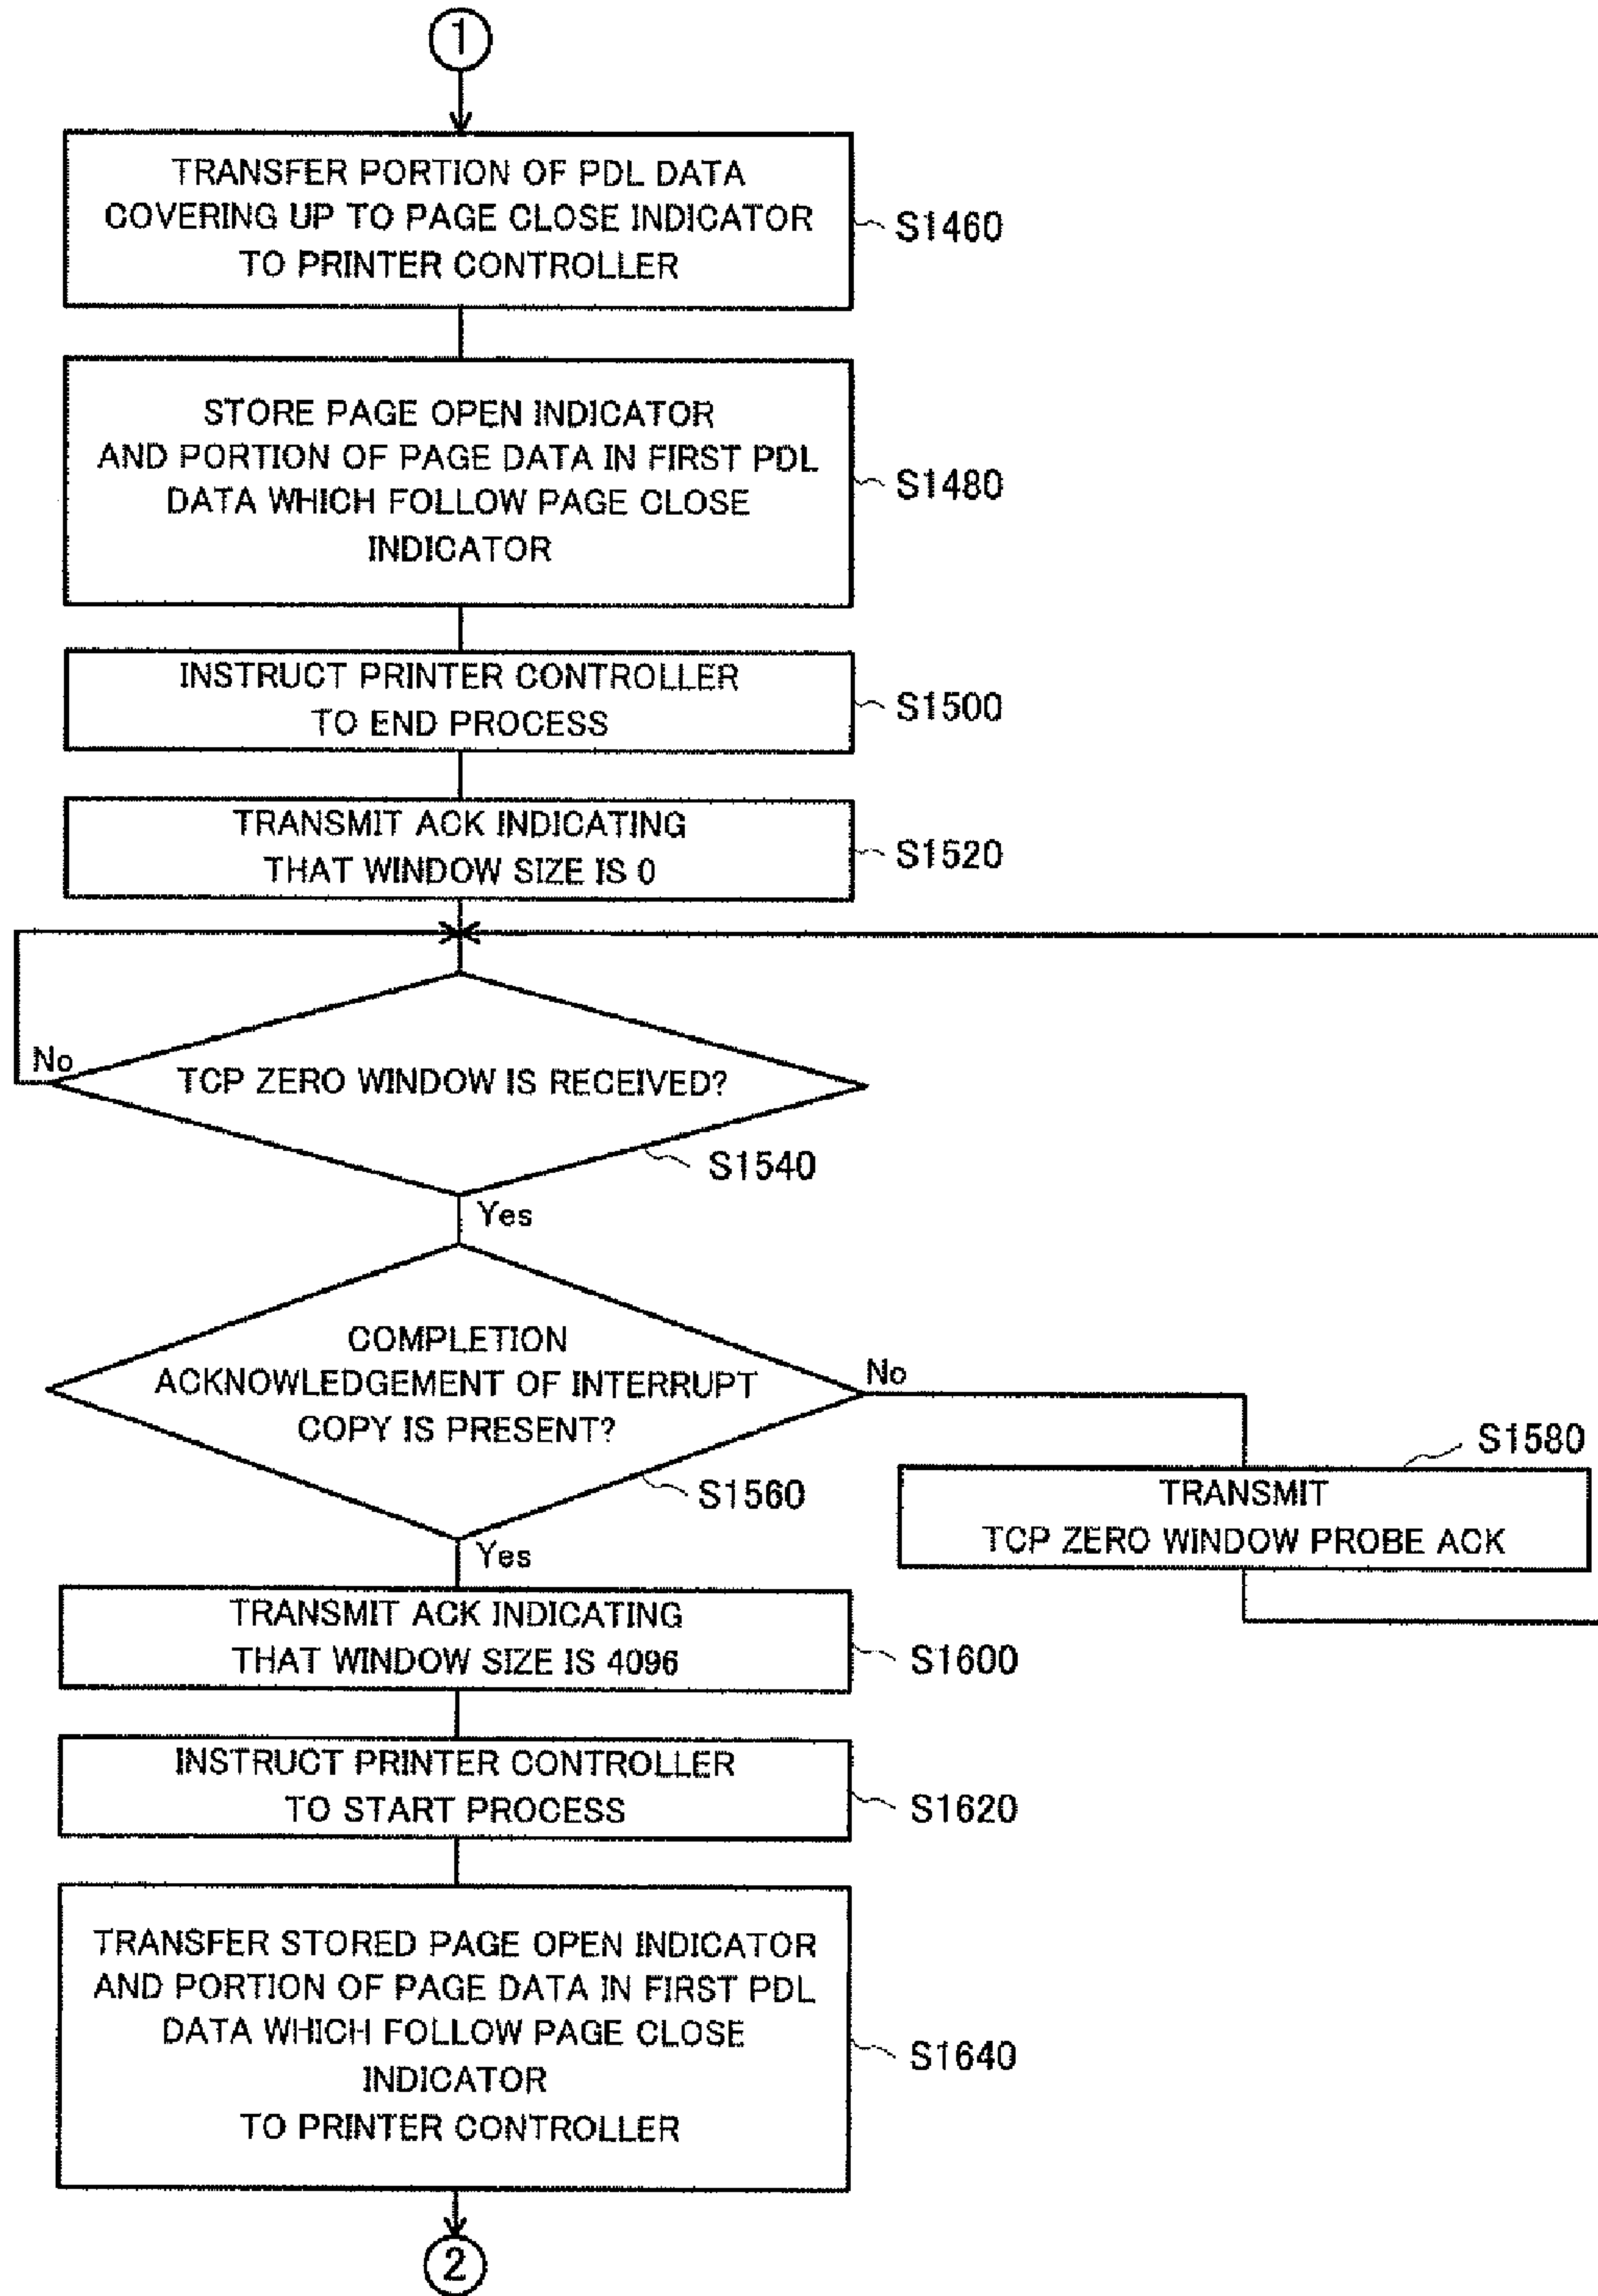 1
TRANSFER PORTION OF PDL DATA
COVERING UP TO PAGE CLOSE INDICATOR
TO PRINTER CONTROLLER
S1460
STORE PAGE OPEN INDICATOR
AND PORTION OF PAGE DATA IN FIRST PDL
DATA WHICH FOLLOW PAGE CLOSE
INDICATOR
S1480
INSTRUCT PRINTER CONTROLLER
TO END PROCESS
S1500
TRANSMIT ACK INDICATING
THAT WINDOW SIZE IS 0
S1520
No
TCP ZERO WINDOW IS RECEIVED?
S1540
Yes
COMPLETION
ACKNOWLEDGEMENT OF INTERRUPT
COPY IS PRESENT?
No
S1560
S1580
TRANSMIT
TCP ZERO WINDOW PROBE ACK
Yes
TRANSMIT ACK INDICATING
THAT WINDOW SIZE IS 4096
S1600
INSTRUCT PRINTER CONTROLLER
TO START PROCESS
S1620
TRANSFER STORED PAGE OPEN INDICATOR
AND PORTION OF PAGE DATA IN FIRST PDL
DATA WHICH FOLLOW PAGE CLOSE
INDICATOR
TO PRINTER CONTROLLER
S1640
2